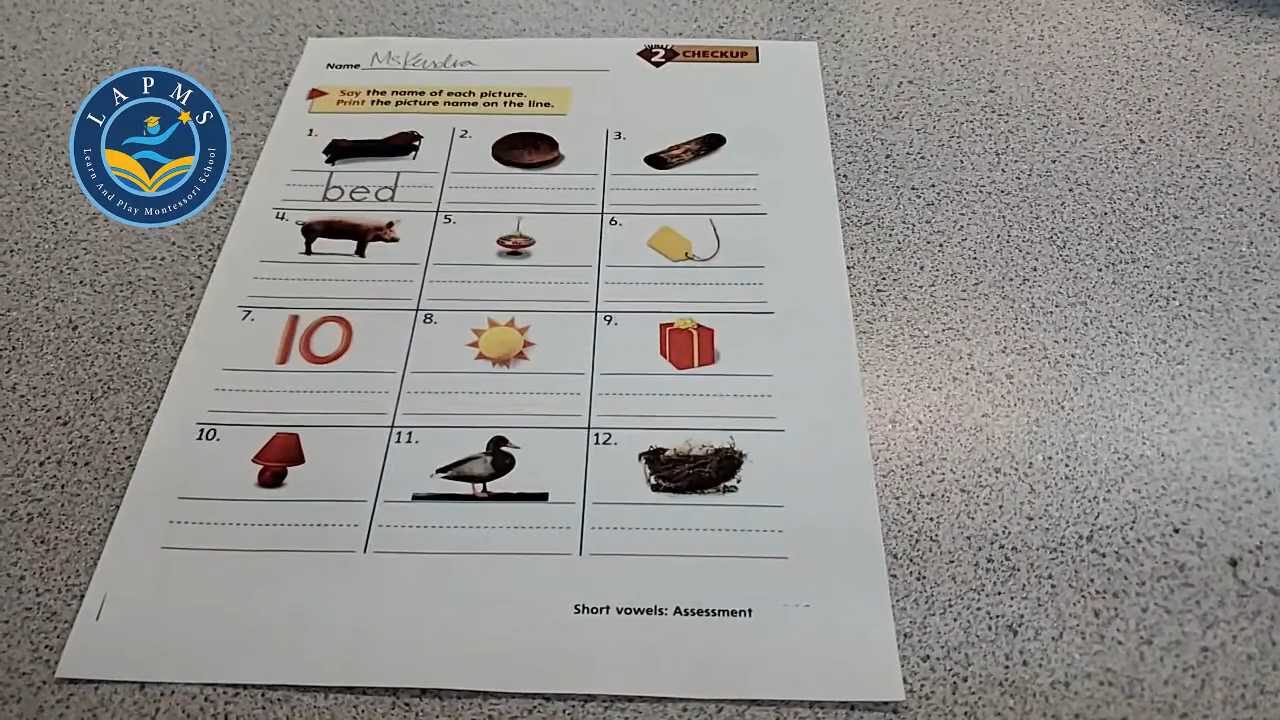 LAPMS
Learn And Play Montessori School
Name MsKendra
UNIT 2 CHECKUP
Say the name of each picture.
Print the picture name on the line.
1. 2. 3.
bed
4. 5. 6.
7. 8. 9.
10
10. 11. 12.
Short vowels: Assessment